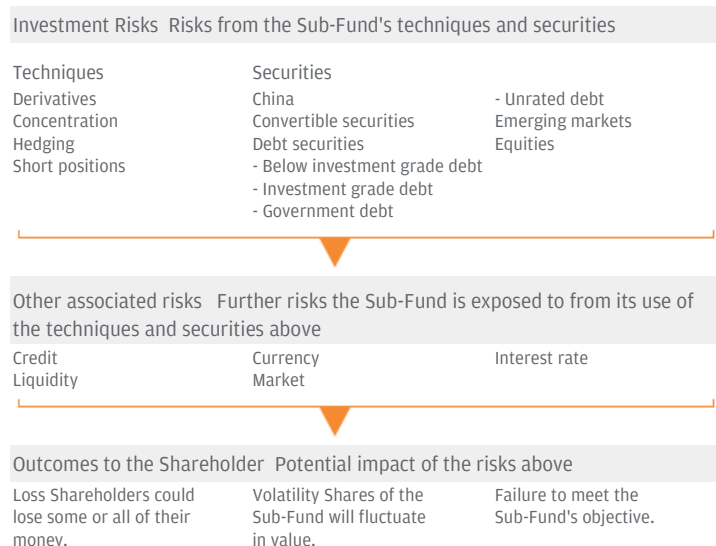 Investment Risks Risks from the Sub-Fund's techniques and securities
Techniques
Derivatives
Concentration
Hedging
Short positions
Securities
China
Convertible securities
Debt securities
- Below investment grade debt
- Investment grade debt
- Government debt
- Unrated debt
Emerging markets
Equities
Other associated risks Further risks the Sub-Fund is exposed to from its use of
the techniques and securities above
Credit
Liquidity
Currency
Market
Interest rate
Outcomes to the Shareholder Potential impact of the risks above
Loss Shareholders could
lose some or all of their
money.
Volatility Shares of the
Sub-Fund will fluctuate
in value.
Failure to meet the
Sub-Fund's objective.